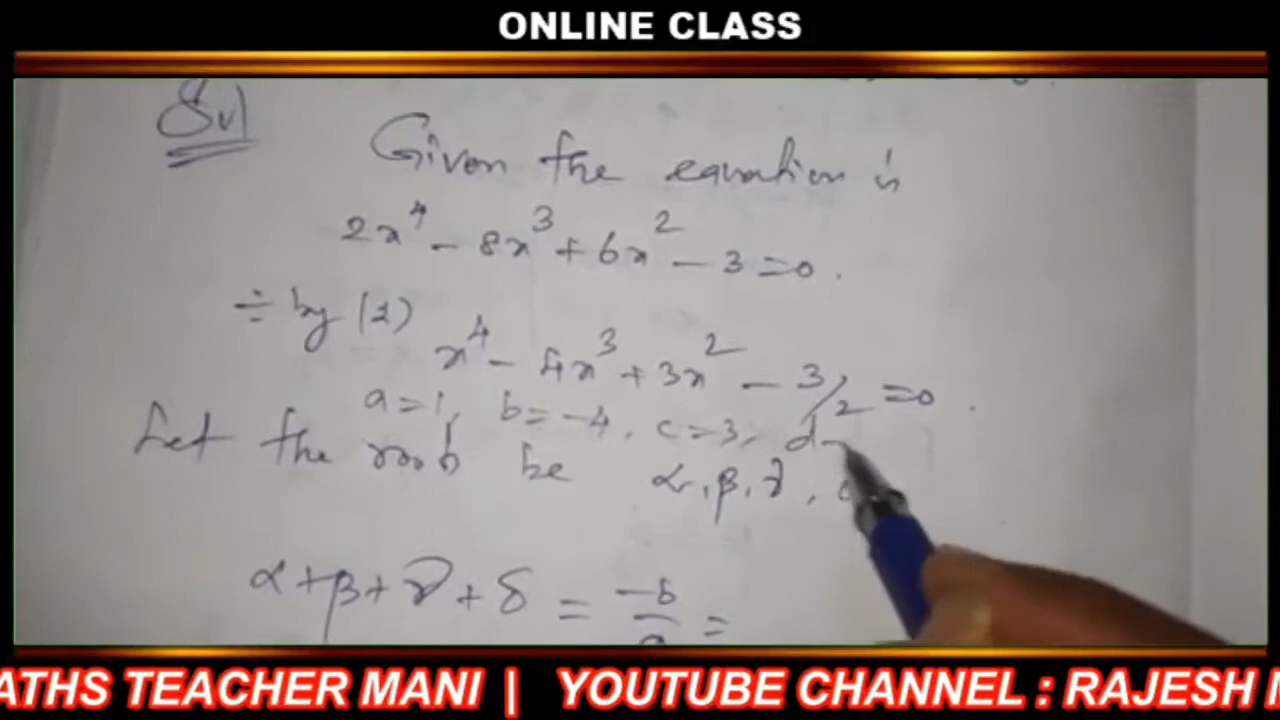 ONLINE CLASS
Sol
Given the equation is
2x⁴ - 8x³ + 6x² - 3 = 0.
÷ by (2)
x⁴ - 4x³ + 3x² - 3/2 = 0.
a = 1, b = -4, c = 3, d =
Let the roots be α, β, γ,
α + β + γ + δ = -b/a =
ATHS TEACHER MANI | YOUTUBE CHANNEL : RAJESH